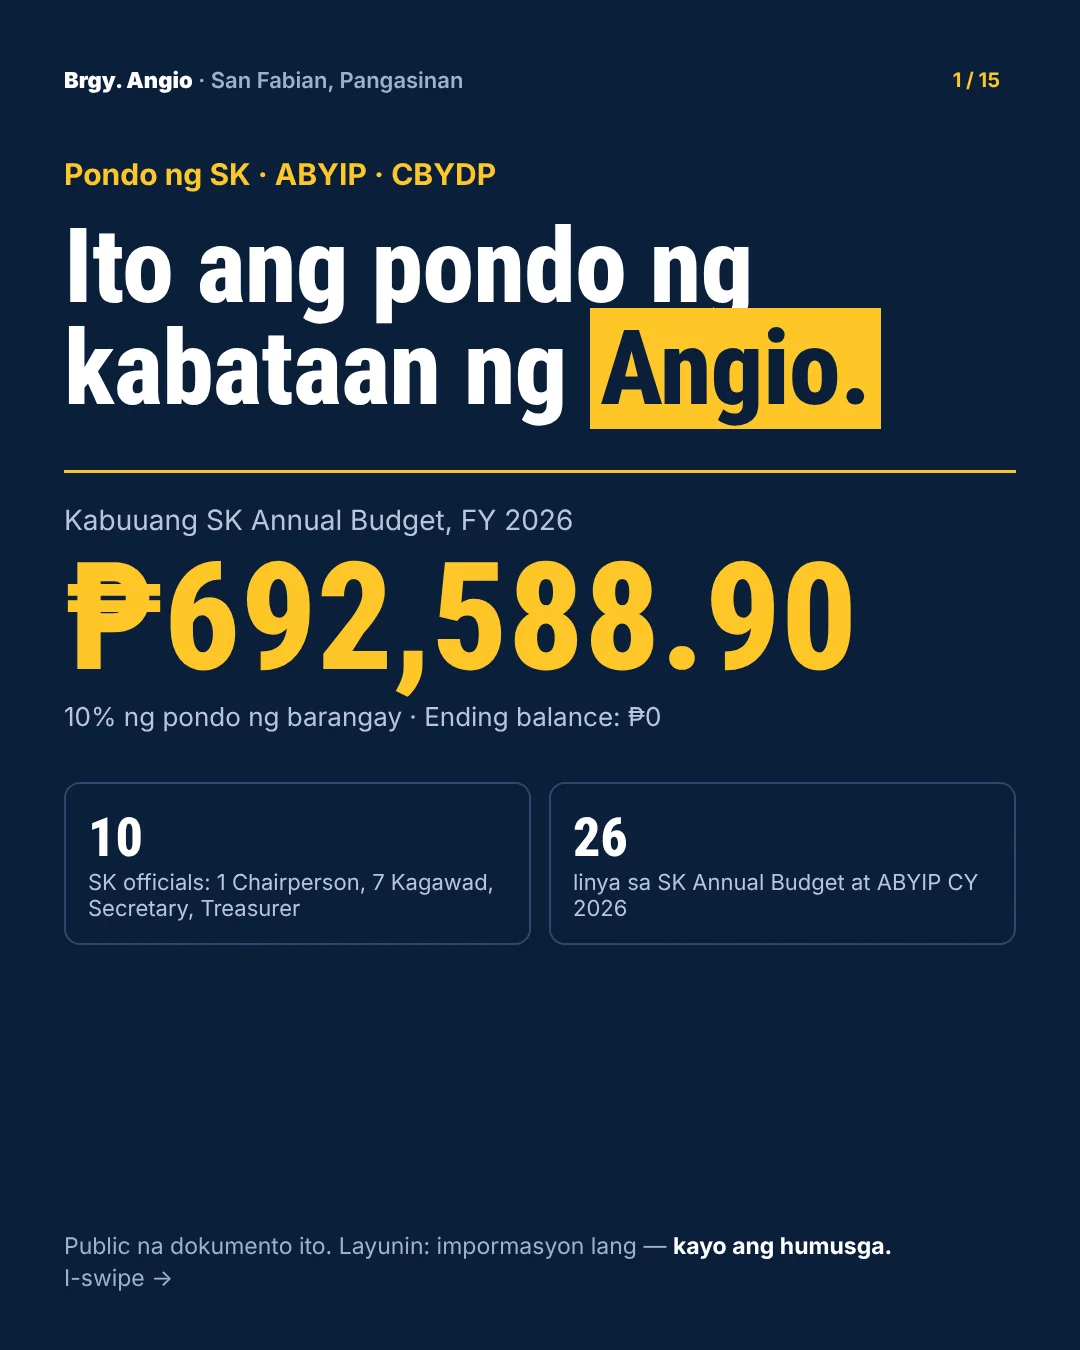 Brgy. Angio · San Fabian, Pangasinan
1 / 15
Pondo ng SK · ABYIP · CBYDP
Ito ang pondo ng
kabataan ng Angio.
Kabuuang SK Annual Budget, FY 2026
₱692,588.90
10% ng pondo ng barangay · Ending balance: ₱0
10
SK officials: 1 Chairperson, 7 Kagawad,
Secretary, Treasurer
26
linya sa SK Annual Budget at ABYIP CY
2026
Public na dokumento ito. Layunin: impormasyon lang — kayo ang humusga.
I-swipe →